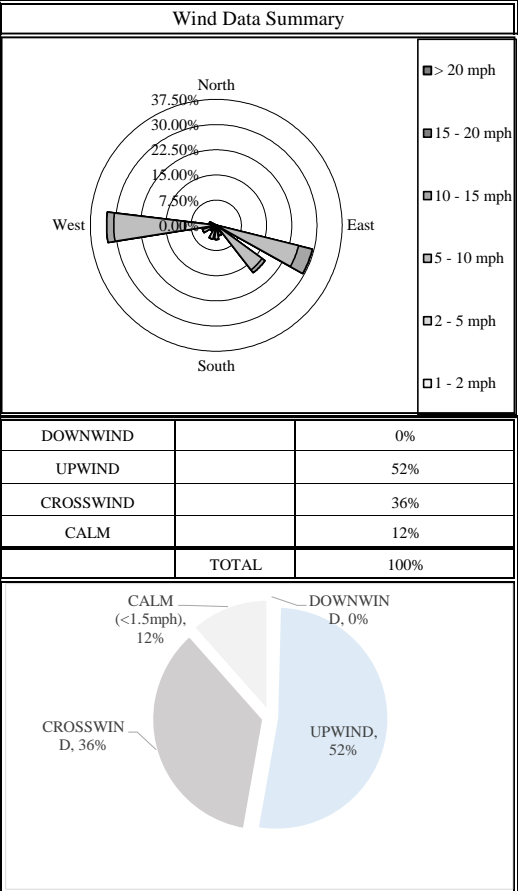 Wind Data Summary
North
37.50%
30.00%
22.50%
15.00%
7.50%
0.00%
West
East
South
> 20 mph
15 - 20 mph
10 - 15 mph
5 - 10 mph
2 - 5 mph
1 - 2 mph
DOWNWIND 0%
UPWIND 52%
CROSSWIND 36%
CALM 12%
TOTAL 100%
CALM
(<1.5mph),
12%
DOWNWIN
D, 0%
CROSSWIN
D, 36%
UPWIND,
52%